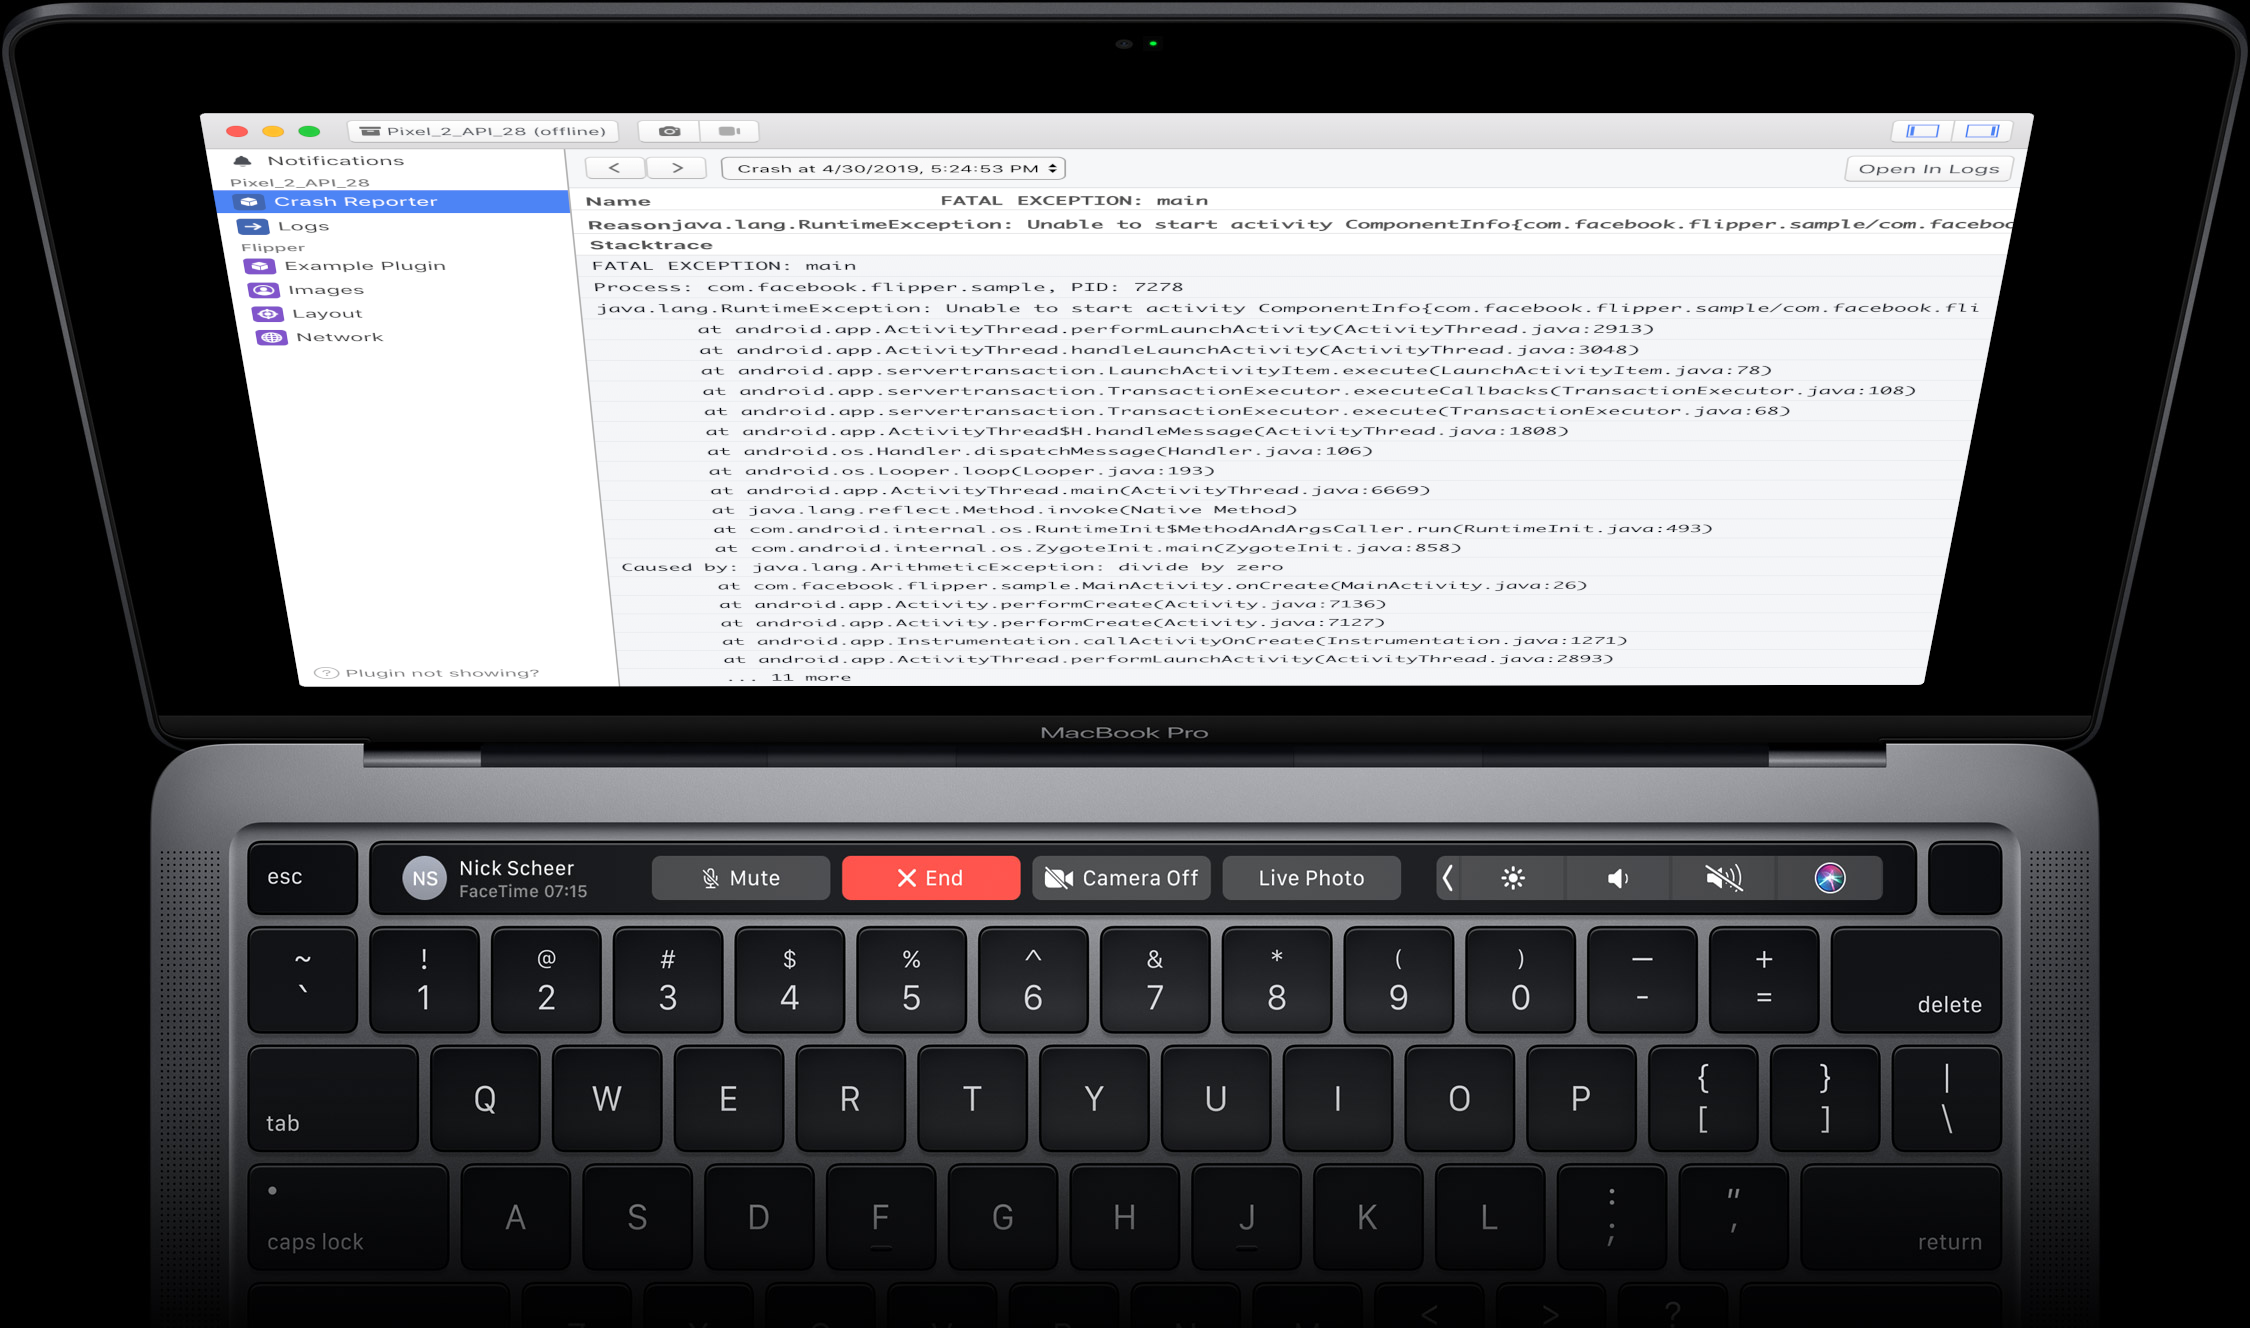 Pixel_2_API_28 (offline)
Notifications
Pixel_2_API_28
Crash Reporter
Logs
Flipper
Example Plugin
Images
Layout
Network
Plugin not showing?
< > Crash at 4/30/2019, 5:24:53 PM Open In Logs
Name FATAL EXCEPTION: main
Reasonjava.lang.RuntimeException: Unable to start activity ComponentInfo{com.facebook.flipper.sample/com.faceboo
Stacktrace
FATAL EXCEPTION: main
Process: com.facebook.flipper.sample, PID: 7278
java.lang.RuntimeException: Unable to start activity ComponentInfo{com.facebook.flipper.sample/com.facebook.fli
at android.app.ActivityThread.performLaunchActivity(ActivityThread.java:2913)
at android.app.ActivityThread.handleLaunchActivity(ActivityThread.java:3048)
at android.app.servertransaction.LaunchActivityItem.execute(LaunchActivityItem.java:78)
at android.app.servertransaction.TransactionExecutor.executeCallbacks(TransactionExecutor.java:108)
at android.app.servertransaction.TransactionExecutor.execute(TransactionExecutor.java:68)
at android.app.ActivityThread$H.handleMessage(ActivityThread.java:1808)
at android.os.Handler.dispatchMessage(Handler.java:106)
at android.os.Looper.loop(Looper.java:193)
at android.app.ActivityThread.main(ActivityThread.java:6669)
at java.lang.reflect.Method.invoke(Native Method)
at com.android.internal.os.RuntimeInit$MethodAndArgsCaller.run(RuntimeInit.java:493)
at com.android.internal.os.ZygoteInit.main(ZygoteInit.java:858)
Caused by: java.lang.ArithmeticException: divide by zero
at com.facebook.flipper.sample.MainActivity.onCreate(MainActivity.java:26)
at android.app.Activity.performCreate(Activity.java:7136)
at android.app.Activity.performCreate(Activity.java:7127)
at android.app.Instrumentation.callActivityOnCreate(Instrumentation.java:1271)
at android.app.ActivityThread.performLaunchActivity(ActivityThread.java:2893)
... 11 more
MacBook Pro
esc NS Nick Scheer Mute End Camera Off Live Photo
FaceTime 07:15
~ ! @ # $ % ^ & * ( ) — +
` 1 2 3 4 5 6 7 8 9 0 - = delete
tab Q W E R T Y U I O P { [ } ] | \
caps lock A S D F G H J K L : ; " ' return
< > ?